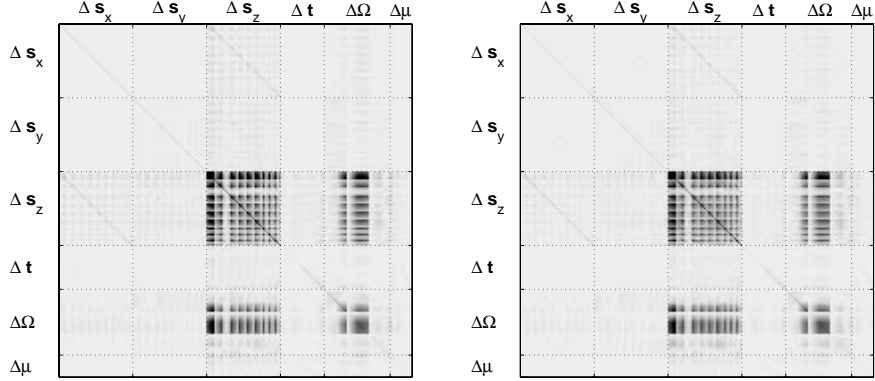 Δ s_x Δ s_y Δ s_z Δ t ΔΩ Δμ
Δ s_x
Δ s_y
Δ s_z
Δ t
ΔΩ
Δμ
Δ s_x Δ s_y Δ s_z Δ t ΔΩ Δμ
Δ s_x
Δ s_y
Δ s_z
Δ t
ΔΩ
Δμ